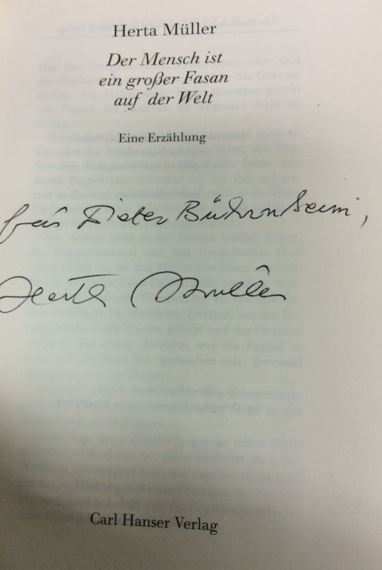 Herta Müller
Der Mensch ist
ein großer Fasan
auf der Welt
Eine Erzählung
für Dieter Bührnheim,
Herta Müller
Carl Hanser Verlag